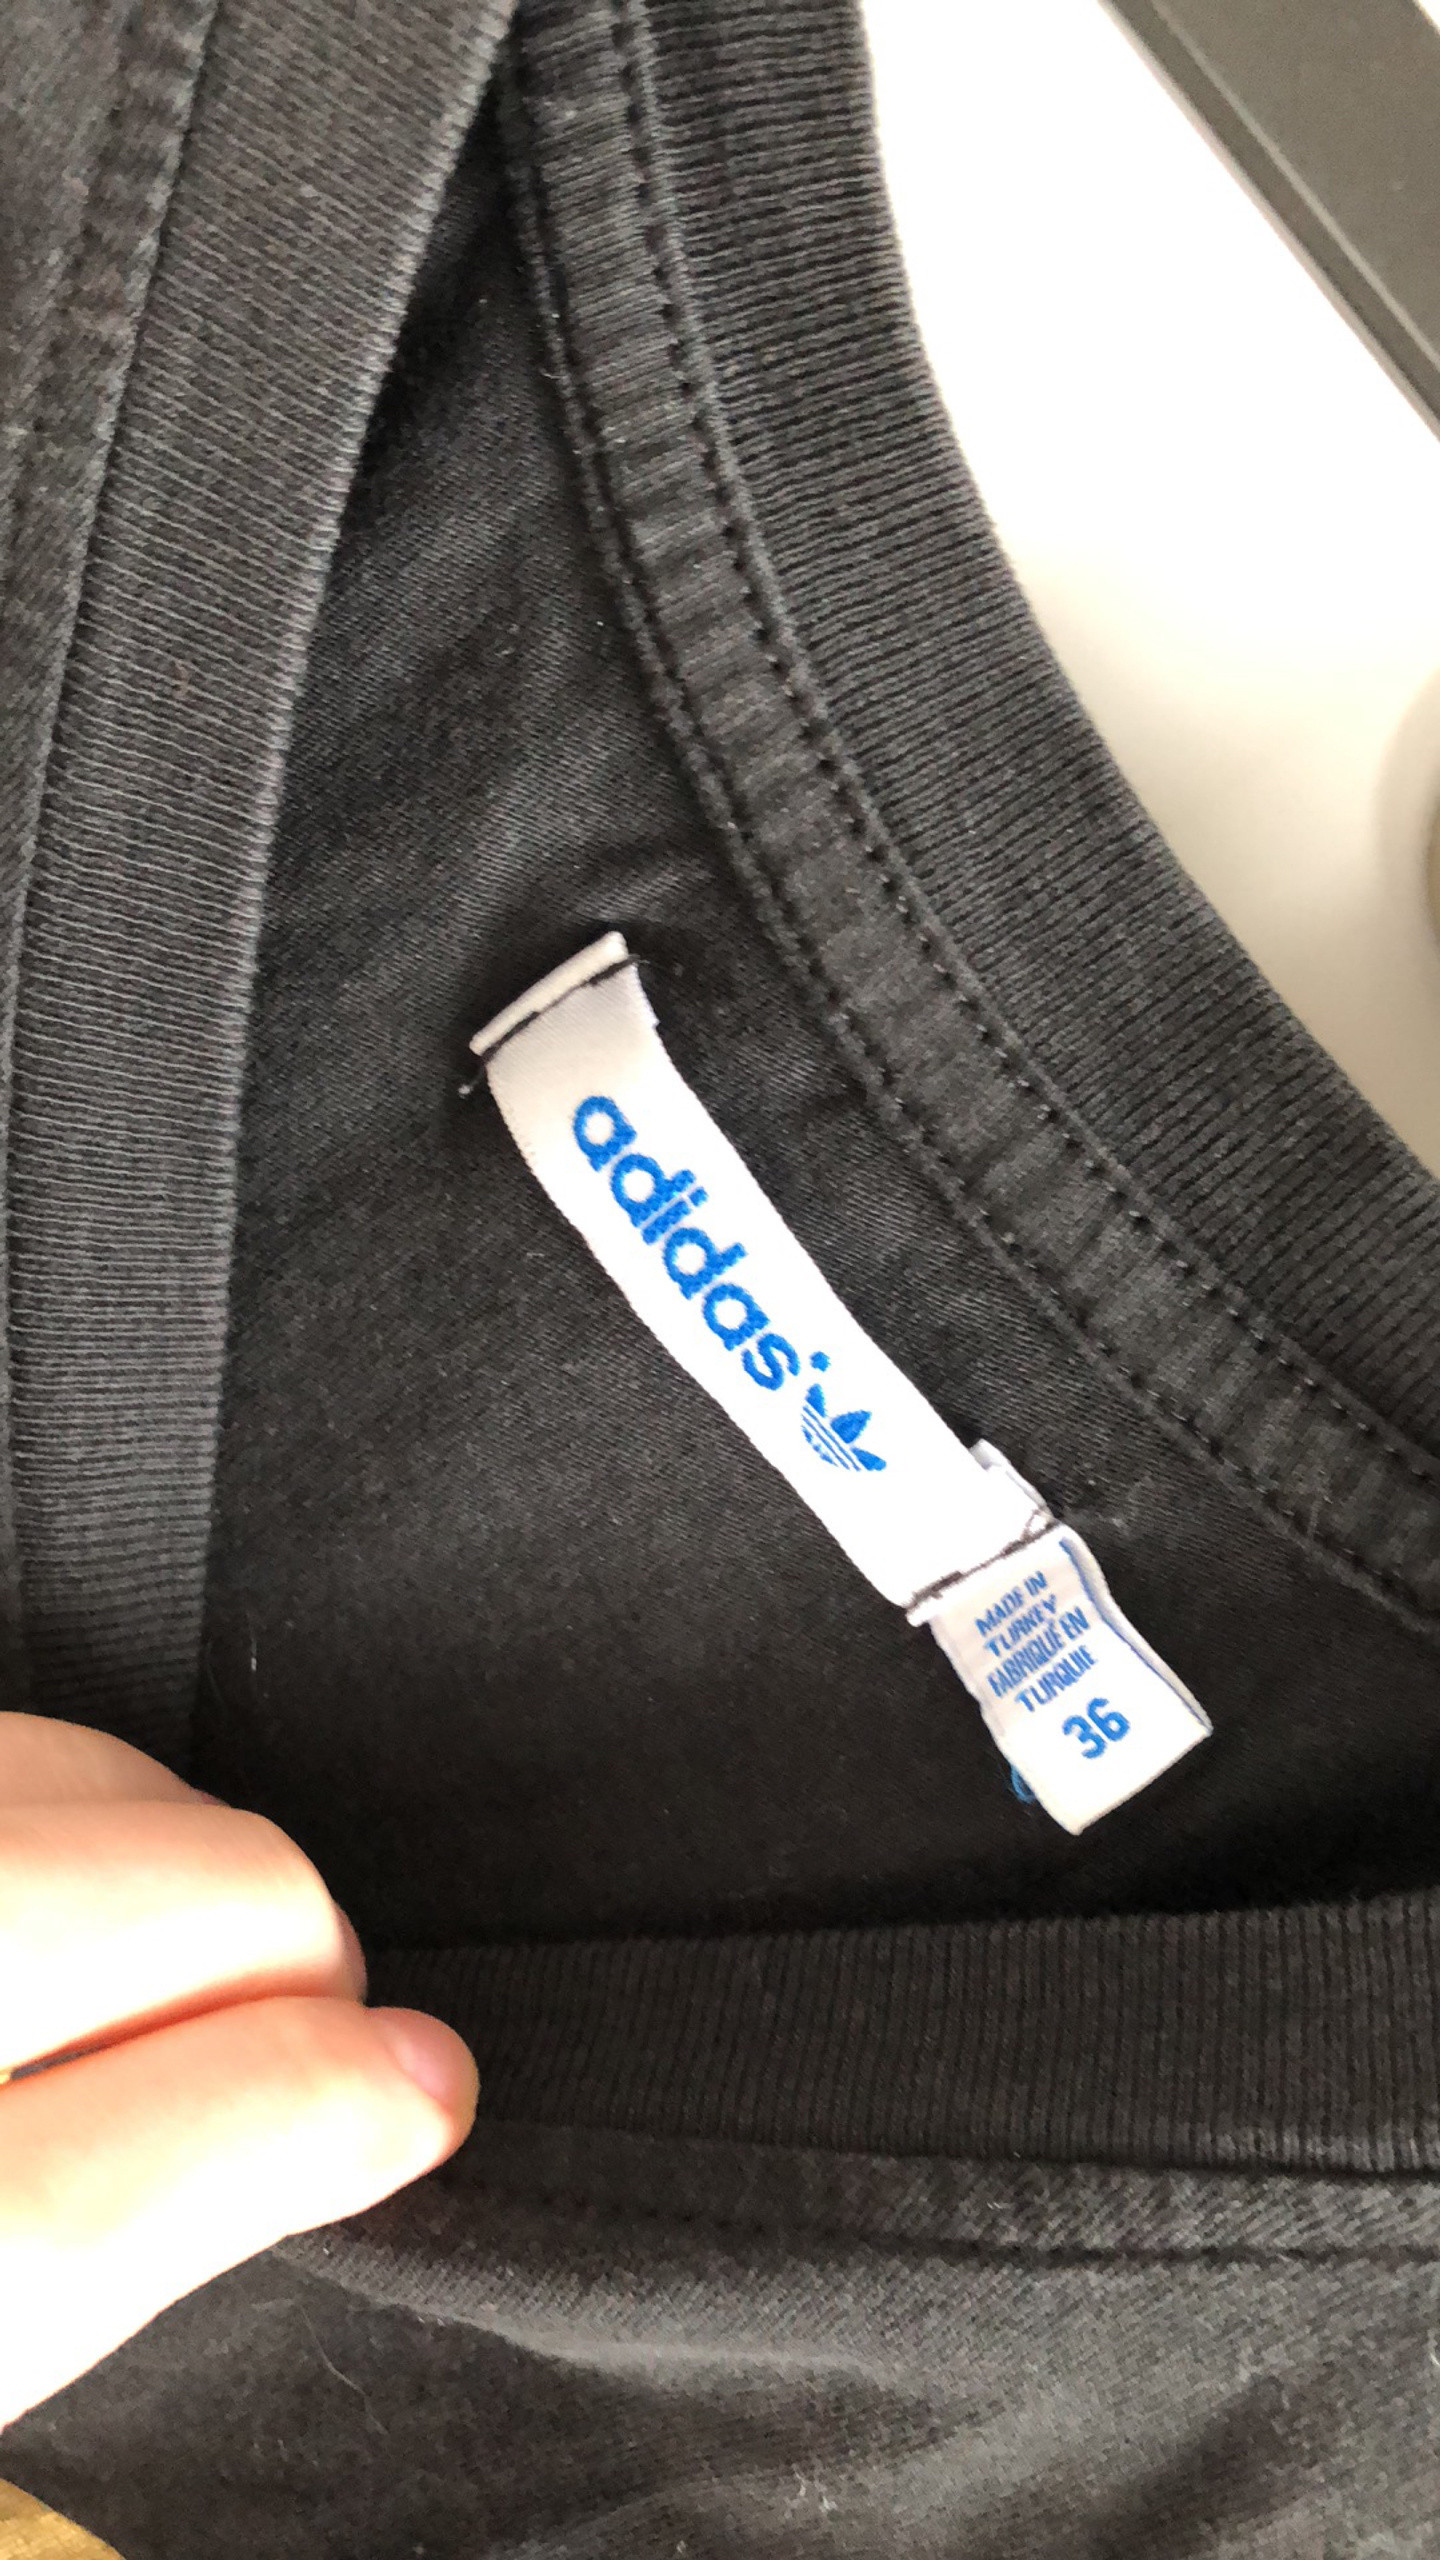 adidas
MADE IN
TURKEY
FABRIQUÉ EN
TURQUIE
36